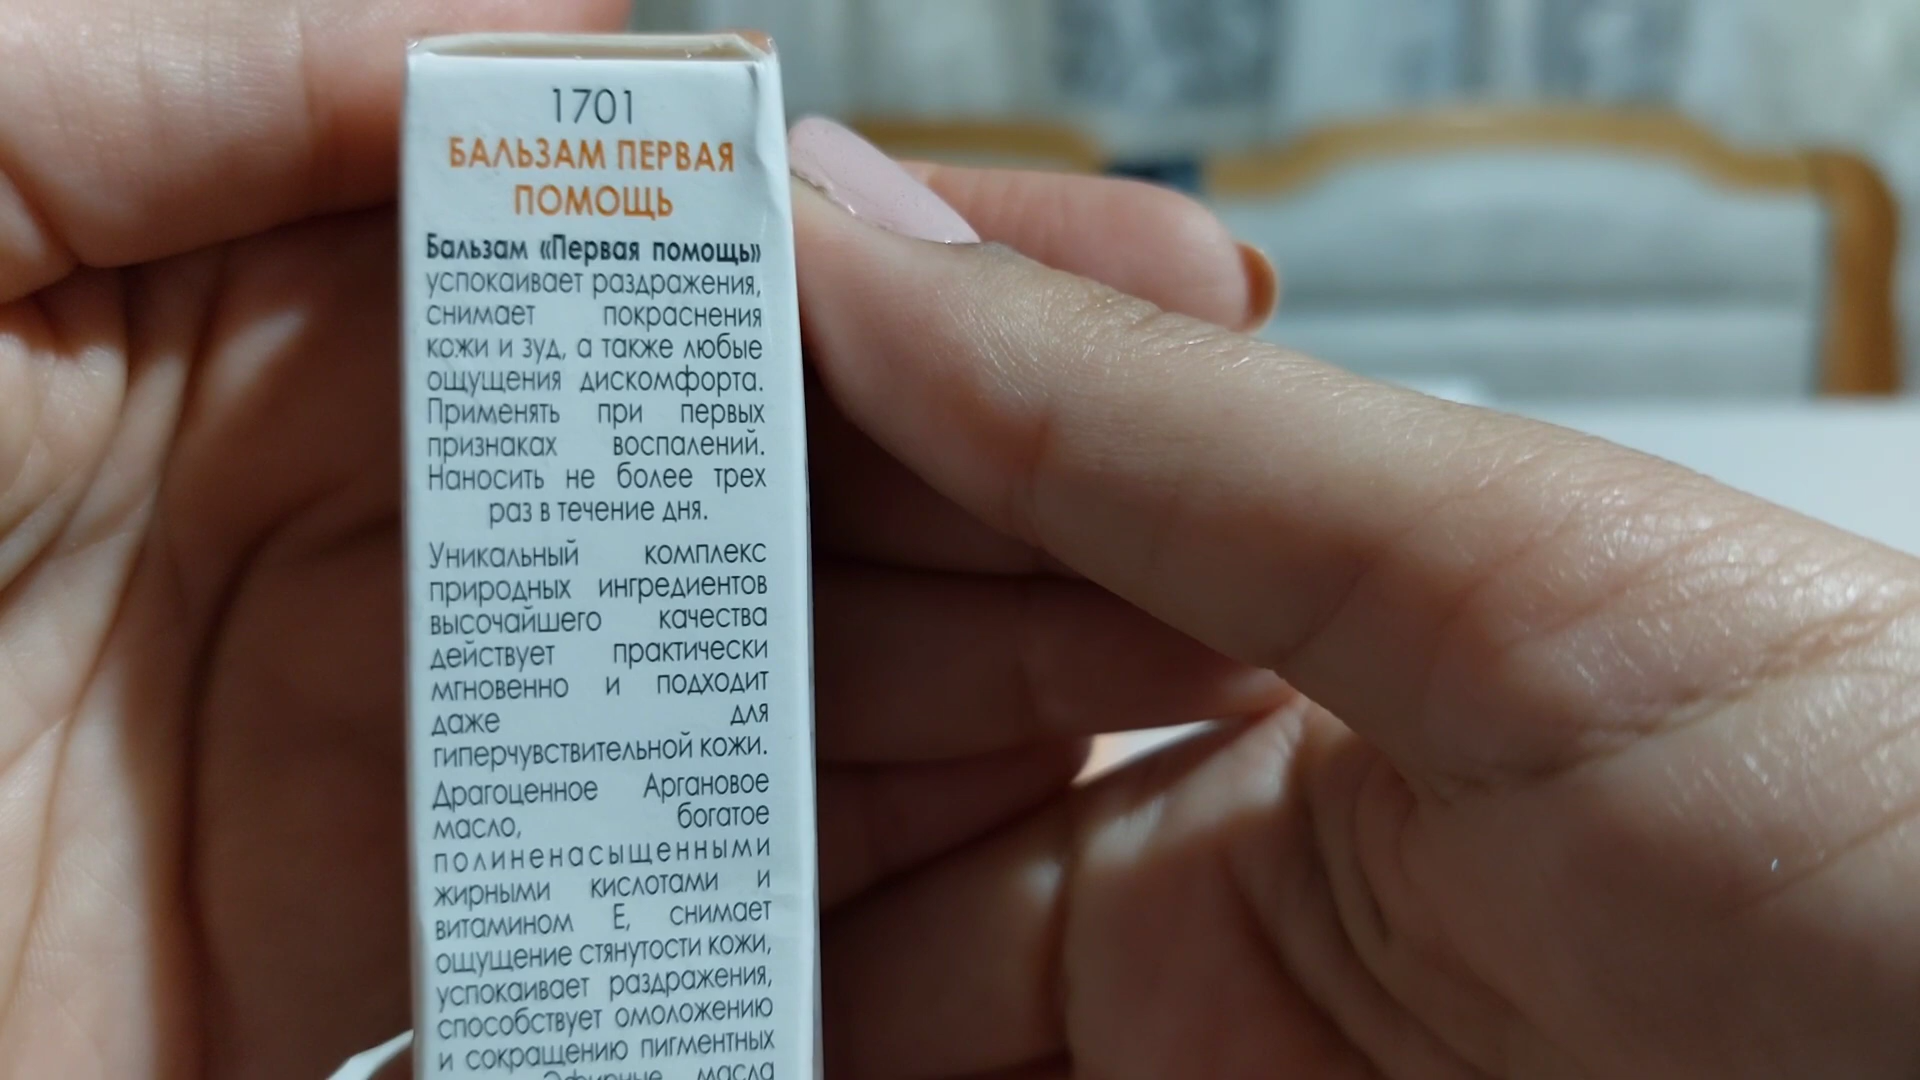 1701
БАЛЬЗАМ ПЕРВАЯ
ПОМОЩЬ
Бальзам «Первая помощь»
успокаивает раздражения,
снимает покраснения
кожи и зуд, а также любые
ощущения дискомфорта.
Применять при первых
признаках воспалений.
Наносить не более трех
раз в течение дня.
Уникальный комплекс
природных ингредиентов
высочайшего качества
действует практически
мгновенно и подходит
даже для
гиперчувствительной кожи.
Драгоценное Аргановое
масло, богатое
полиненасыщенными
жирными кислотами и
витамином Е, снимает
ощущение стянутости кожи,
успокаивает раздражения,
способствует омоложению
и сокращению пигментных
Эфирные масла